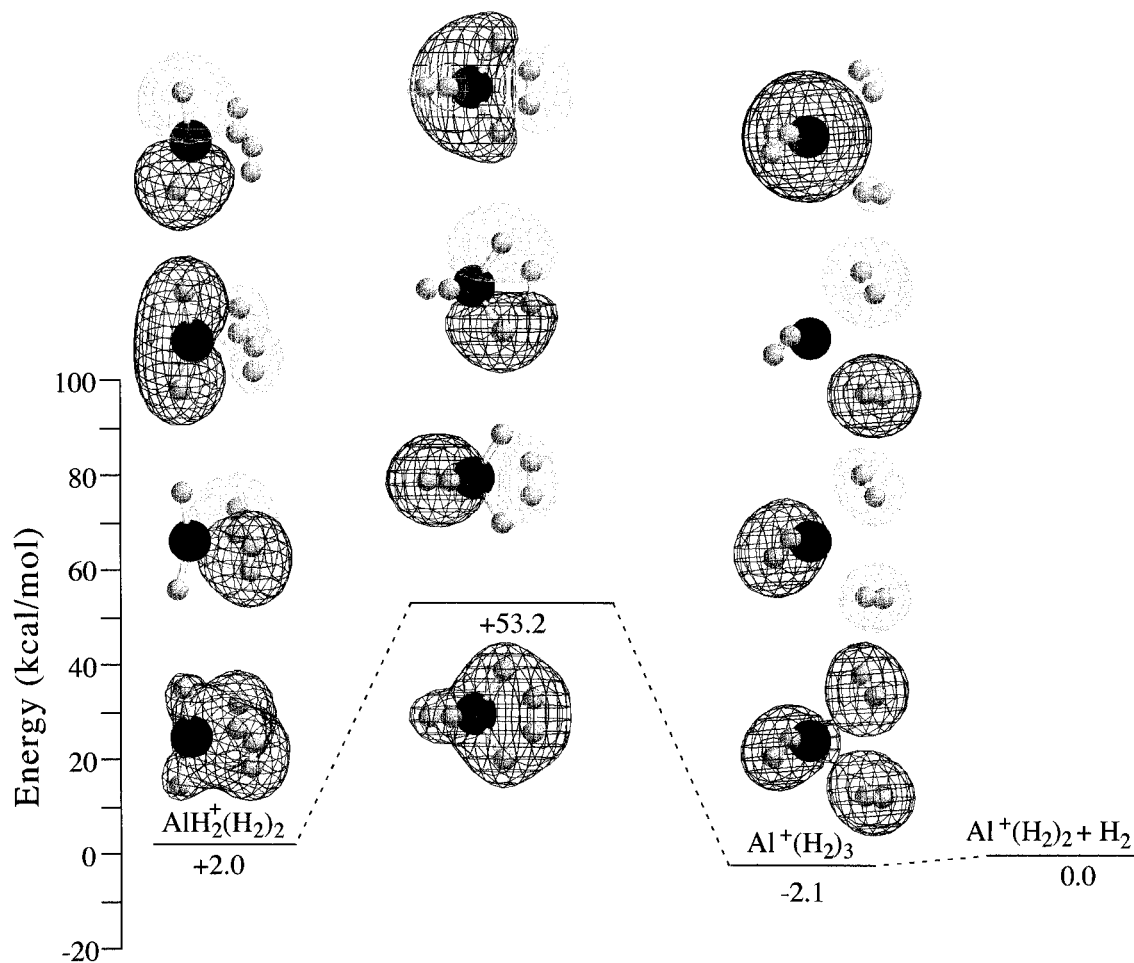 100
80
60
40
20
0
-20
Energy (kcal/mol)
AlH₂⁺(H₂)₂
+2.0
+53.2
Al⁺(H₂)₃
-2.1
Al⁺(H₂)₂ + H₂
0.0